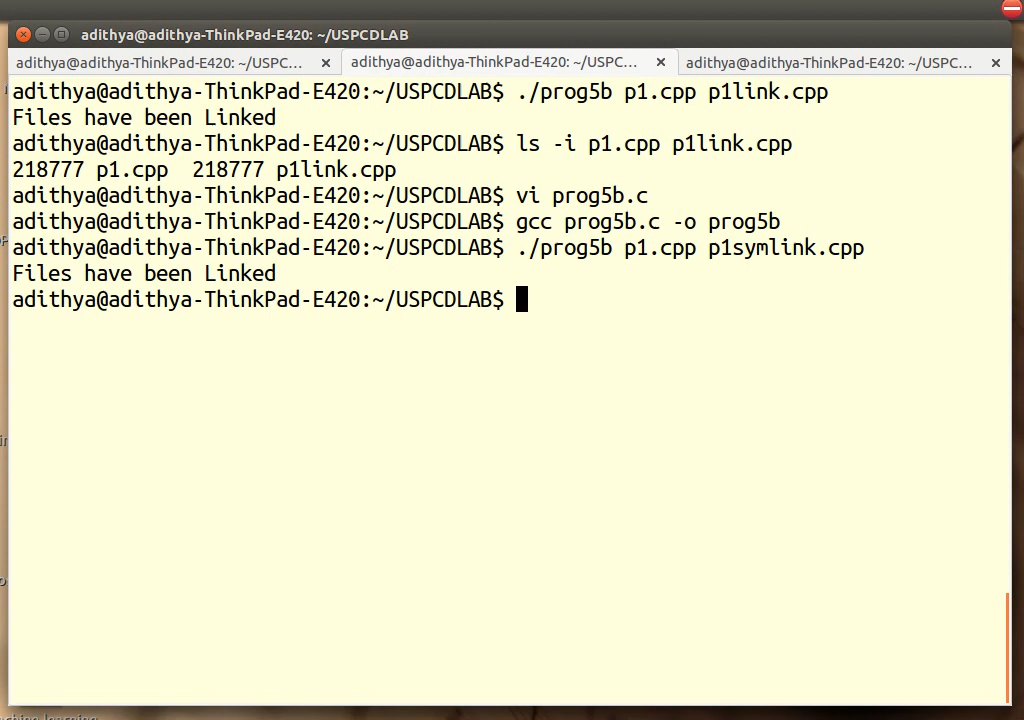 adithya@adithya-ThinkPad-E420: ~/USPCDLAB
adithya@adithya-ThinkPad-E420: ~/USPC... × adithya@adithya-ThinkPad-E420: ~/USPC... × adithya@adithya-ThinkPad-E420: ~/USPC... ×
adithya@adithya-ThinkPad-E420:~/USPCDLAB$ ./prog5b p1.cpp p1link.cpp
Files have been Linked
adithya@adithya-ThinkPad-E420:~/USPCDLAB$ ls -i p1.cpp p1link.cpp
218777 p1.cpp  218777 p1link.cpp
adithya@adithya-ThinkPad-E420:~/USPCDLAB$ vi prog5b.c
adithya@adithya-ThinkPad-E420:~/USPCDLAB$ gcc prog5b.c -o prog5b
adithya@adithya-ThinkPad-E420:~/USPCDLAB$ ./prog5b p1.cpp p1symlink.cpp
Files have been Linked
adithya@adithya-ThinkPad-E420:~/USPCDLAB$
learning